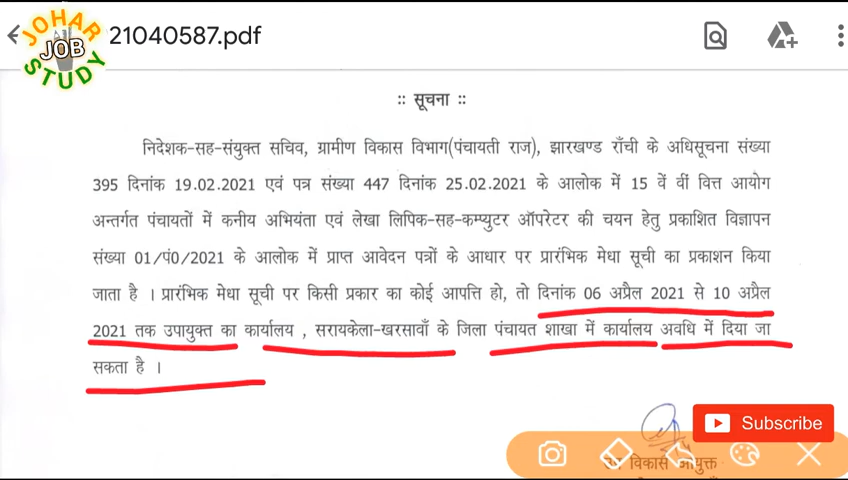 JOHAR
JOB
STUDY
21040587.pdf
:: सूचना ::
निदेशक-सह-संयुक्त सचिव, ग्रामीण विकास विभाग(पंचायती राज), झारखण्ड राँची के अधिसूचना संख्या
395 दिनांक 19.02.2021 एवं पत्र संख्या 447 दिनांक 25.02.2021 के आलोक में 15 वें वीं वित्त आयोग
अन्तर्गत पंचायतों में कनीय अभियंता एवं लेखा लिपिक-सह-कम्प्युटर ऑपरेटर की चयन हेतु प्रकाशित विज्ञापन
संख्या 01/पं0/2021 के आलोक में प्राप्त आवेदन पत्रों के आधार पर प्रारंभिक मेधा सूची का प्रकाशन किया
जाता है । प्रारंभिक मेधा सूची पर किसी प्रकार का कोई आपत्ति हो, तो दिनांक 06 अप्रैल 2021 से 10 अप्रैल
2021 तक उपायुक्त का कार्यालय , सरायकेला-खरसावाँ के जिला पंचायत शाखा में कार्यालय अवधि में दिया जा
सकता है ।
Subscribe
उप विकास आयुक्त